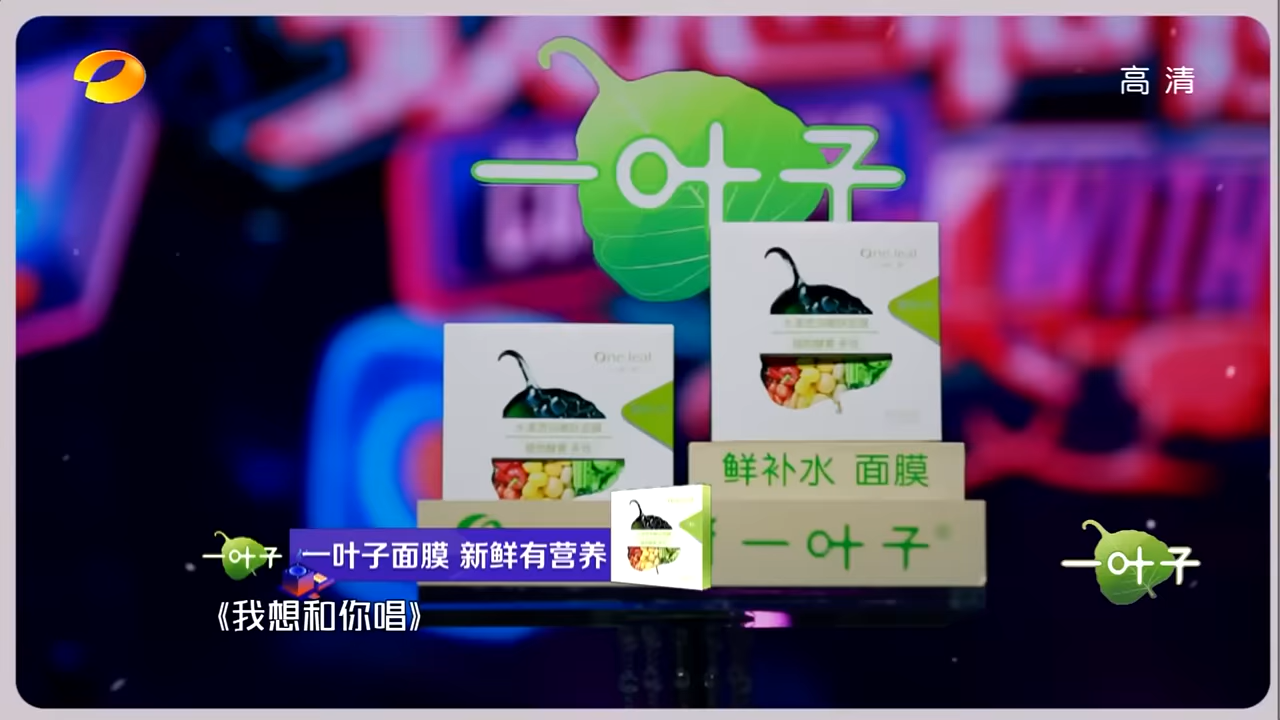 高清
一叶子
One leaf
One leaf
鲜补水 面膜
一叶子
一叶子
一叶子面膜 新鲜有营养
一叶子
《我想和你唱》